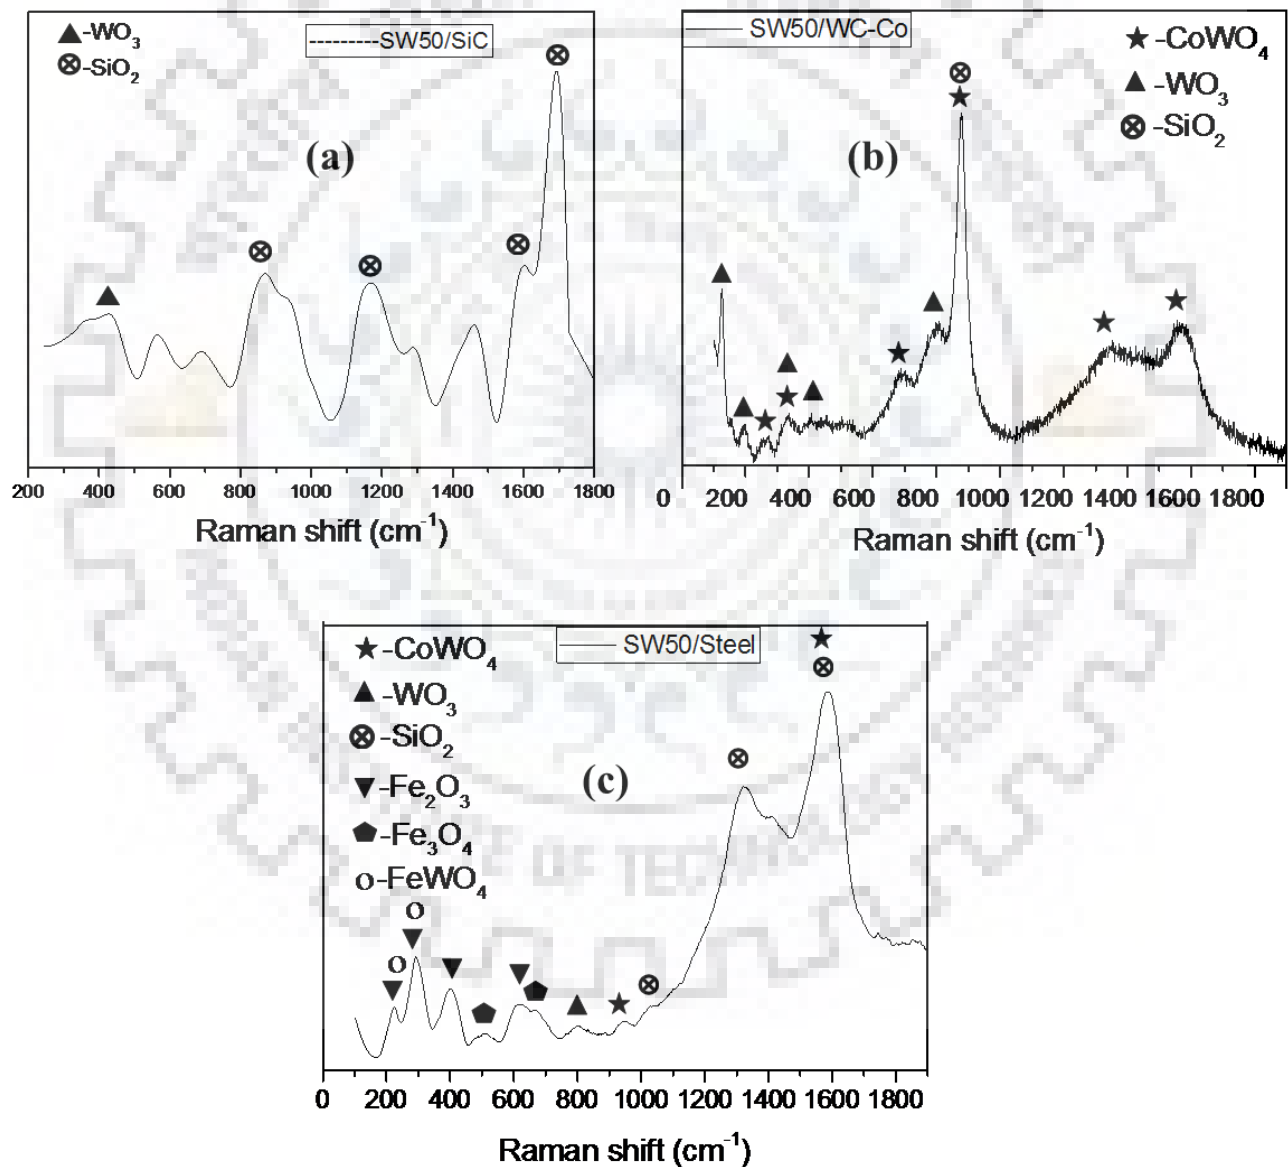 ▲-WO₃
⊗-SiO₂
--------SW50/SiC
(a)
200 400 600 800 1000 1200 1400 1600 1800
Raman shift (cm⁻¹)
— SW50/WC-Co
★-CoWO₄
▲-WO₃
⊗-SiO₂
(b)
0 200 400 600 800 1000 1200 1400 1600 1800
Raman shift (cm⁻¹)
— SW50/Steel
★-CoWO₄
▲-WO₃
⊗-SiO₂
▼-Fe₂O₃
⬟-Fe₃O₄
o-FeWO₄
(c)
o
o
0 200 400 600 800 1000 1200 1400 1600 1800
Raman shift (cm⁻¹)
OF TECHN